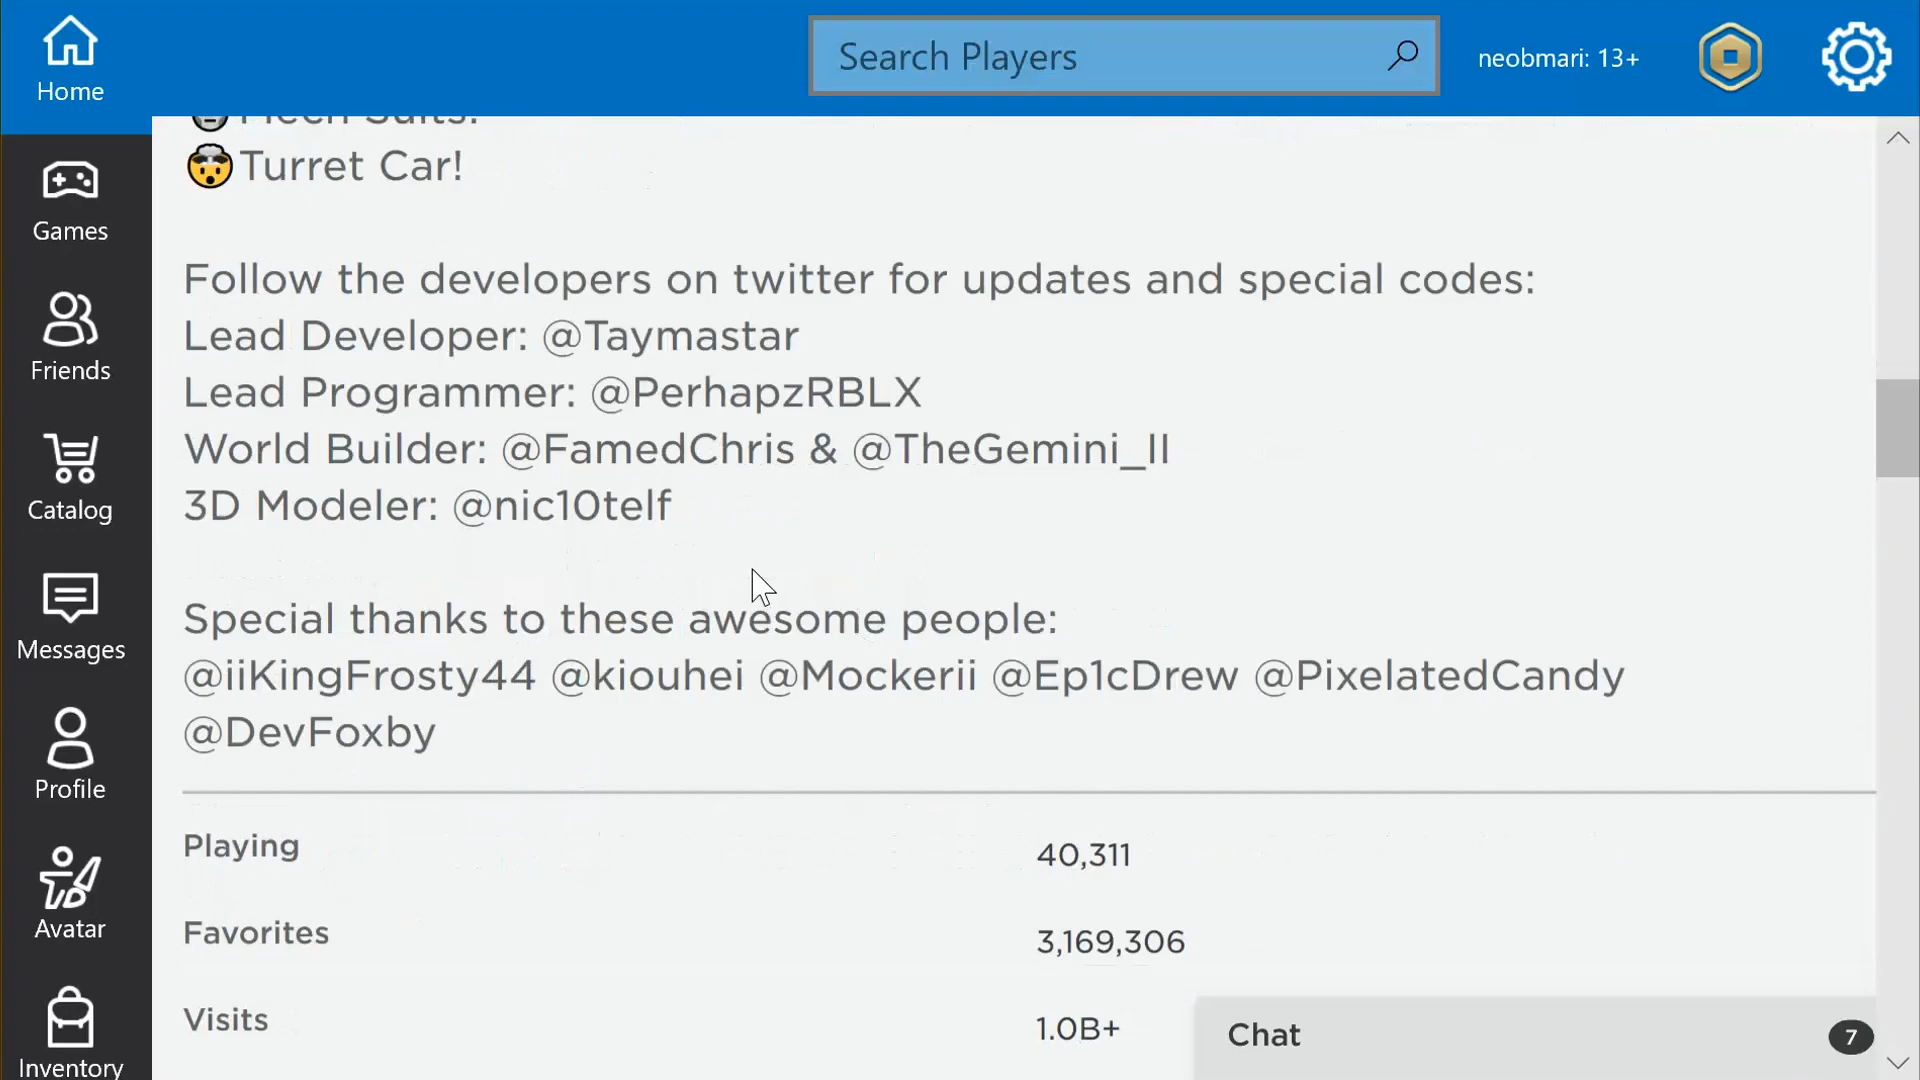 Home
Search Players
neobmari: 13+
Mech Suits!
Turret Car!
Games
Follow the developers on twitter for updates and special codes:
Lead Developer: @Taymastar
Friends
Lead Programmer: @PerhapzRBLX
World Builder: @FamedChris & @TheGemini_II
3D Modeler: @nic10telf
Catalog
Special thanks to these awesome people:
Messages
@iiKingFrosty44 @kiouhei @Mockerii @Ep1cDrew @PixelatedCandy
@DevFoxby
Profile
Playing 40,311
Avatar
Favorites 3,169,306
Visits 1.0B+
Chat 7
Inventory